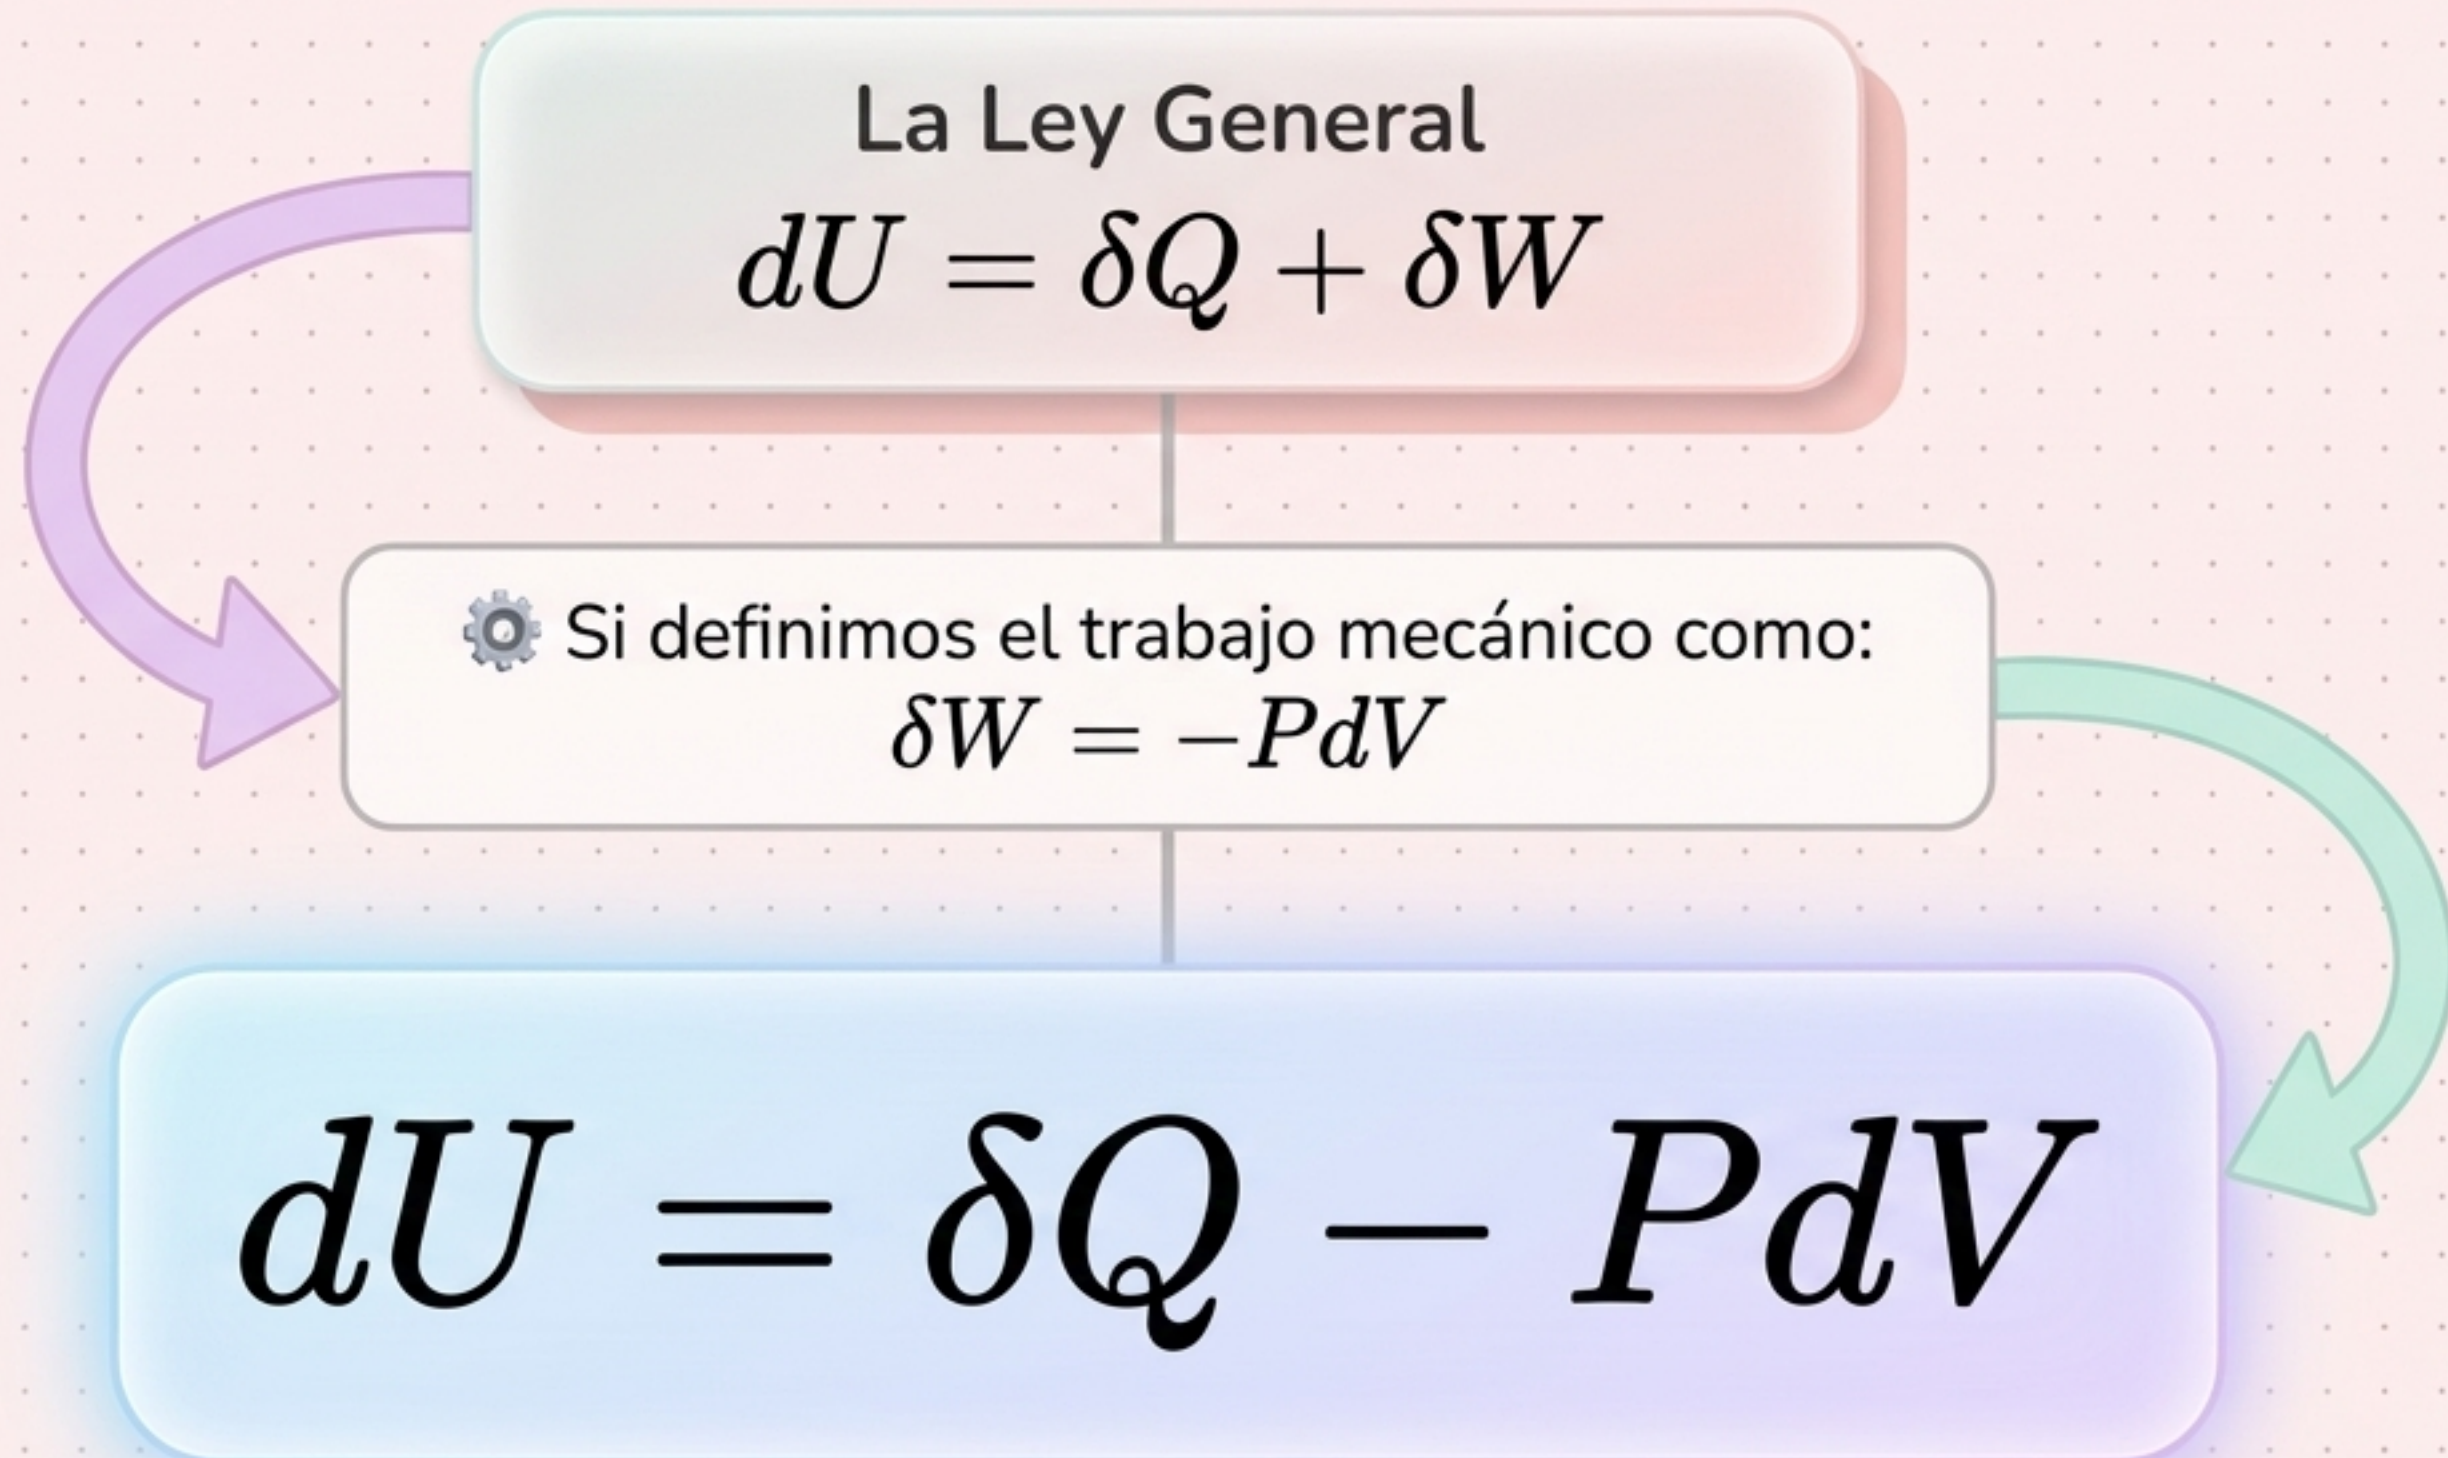 La Ley General
dU = δQ + δW
⚙️ Si definimos el trabajo mecánico como:
δW = −PdV
dU = δQ − PdV